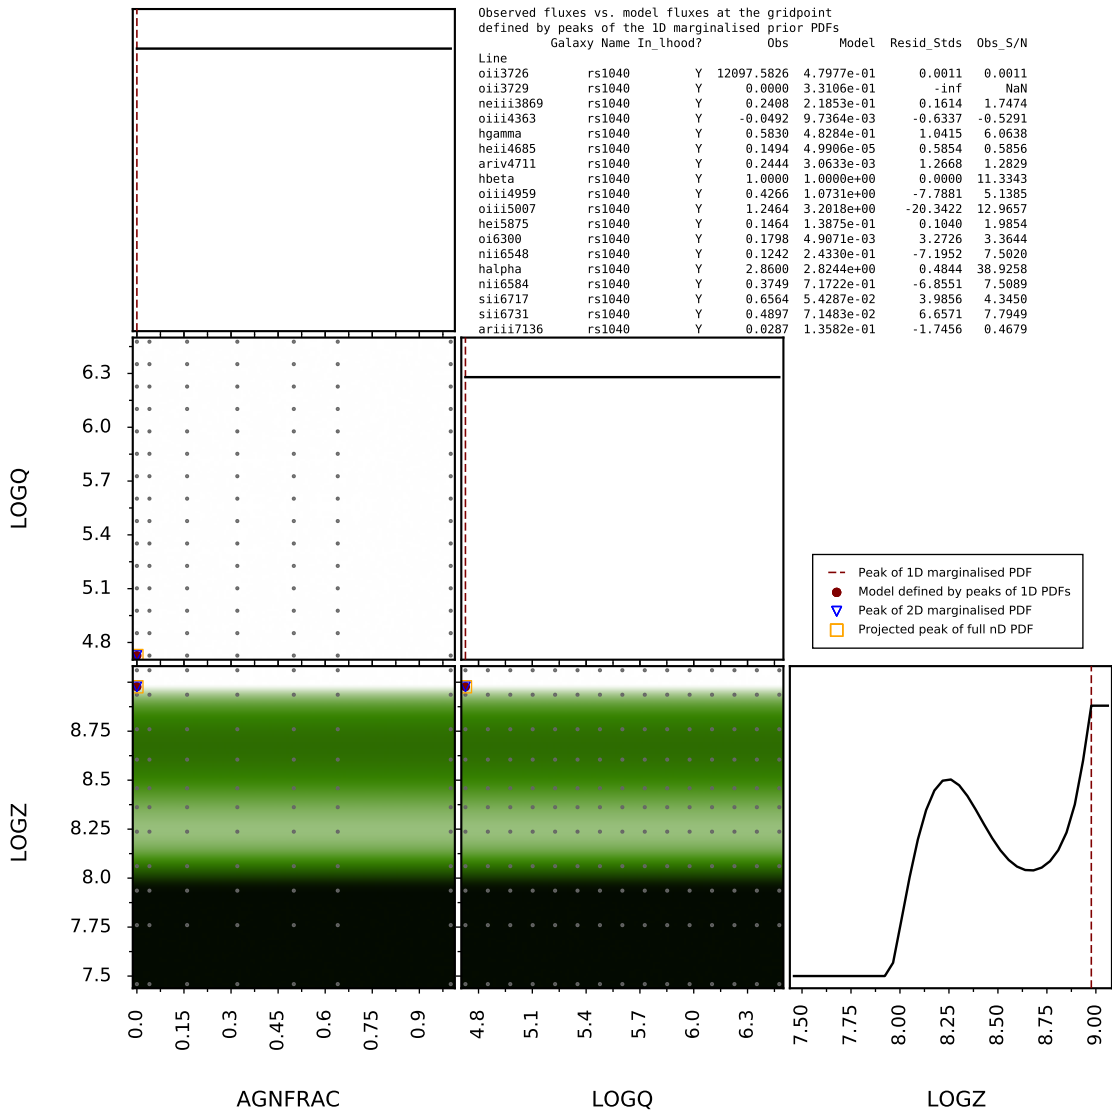 Observed fluxes vs. model fluxes at the gridpoint
defined by peaks of the 1D marginalised prior PDFs
Galaxy Name In_lhood? Obs Model Resid_Stds Obs_S/N
Line
oii3726 rs1040 Y 12097.5826 4.7977e-01 0.0011 0.0011
oii3729 rs1040 Y 0.0000 3.3106e-01 -inf NaN
neiii3869 rs1040 Y 0.2408 2.1853e-01 0.1614 1.7474
oiii4363 rs1040 Y -0.0492 9.7364e-03 -0.6337 -0.5291
hgamma rs1040 Y 0.5830 4.8284e-01 1.0415 6.0638
heii4685 rs1040 Y 0.1494 4.9906e-05 0.5854 0.5856
ariv4711 rs1040 Y 0.2444 3.0633e-03 1.2668 1.2829
hbeta rs1040 Y 1.0000 1.0000e+00 0.0000 11.3343
oiii4959 rs1040 Y 0.4266 1.0731e+00 -7.7881 5.1385
oiii5007 rs1040 Y 1.2464 3.2018e+00 -20.3422 12.9657
hei5875 rs1040 Y 0.1464 1.3875e-01 0.1040 1.9854
oi6300 rs1040 Y 0.1798 4.9071e-03 3.2726 3.3644
nii6548 rs1040 Y 0.1242 2.4330e-01 -7.1952 7.5020
halpha rs1040 Y 2.8600 2.8244e+00 0.4844 38.9258
nii6584 rs1040 Y 0.3749 7.1722e-01 -6.8551 7.5089
sii6717 rs1040 Y 0.6564 5.4287e-02 3.9856 4.3450
sii6731 rs1040 Y 0.4897 7.1483e-02 6.6571 7.7949
ariii7136 rs1040 Y 0.0287 1.3582e-01 -1.7456 0.4679
6.3
6.0
5.7
5.4
5.1
4.8
LOGQ
Peak of 1D marginalised PDF
Model defined by peaks of 1D PDFs
Peak of 2D marginalised PDF
Projected peak of full nD PDF
8.75
8.5
8.25
8.0
7.75
7.5
LOGZ
0.0 0.15 0.3 0.45 0.6 0.75 0.9
4.8 5.1 5.4 5.7 6.0 6.3
7.50 7.75 8.00 8.25 8.50 8.75 9.00
AGNFRAC
LOGQ
LOGZ